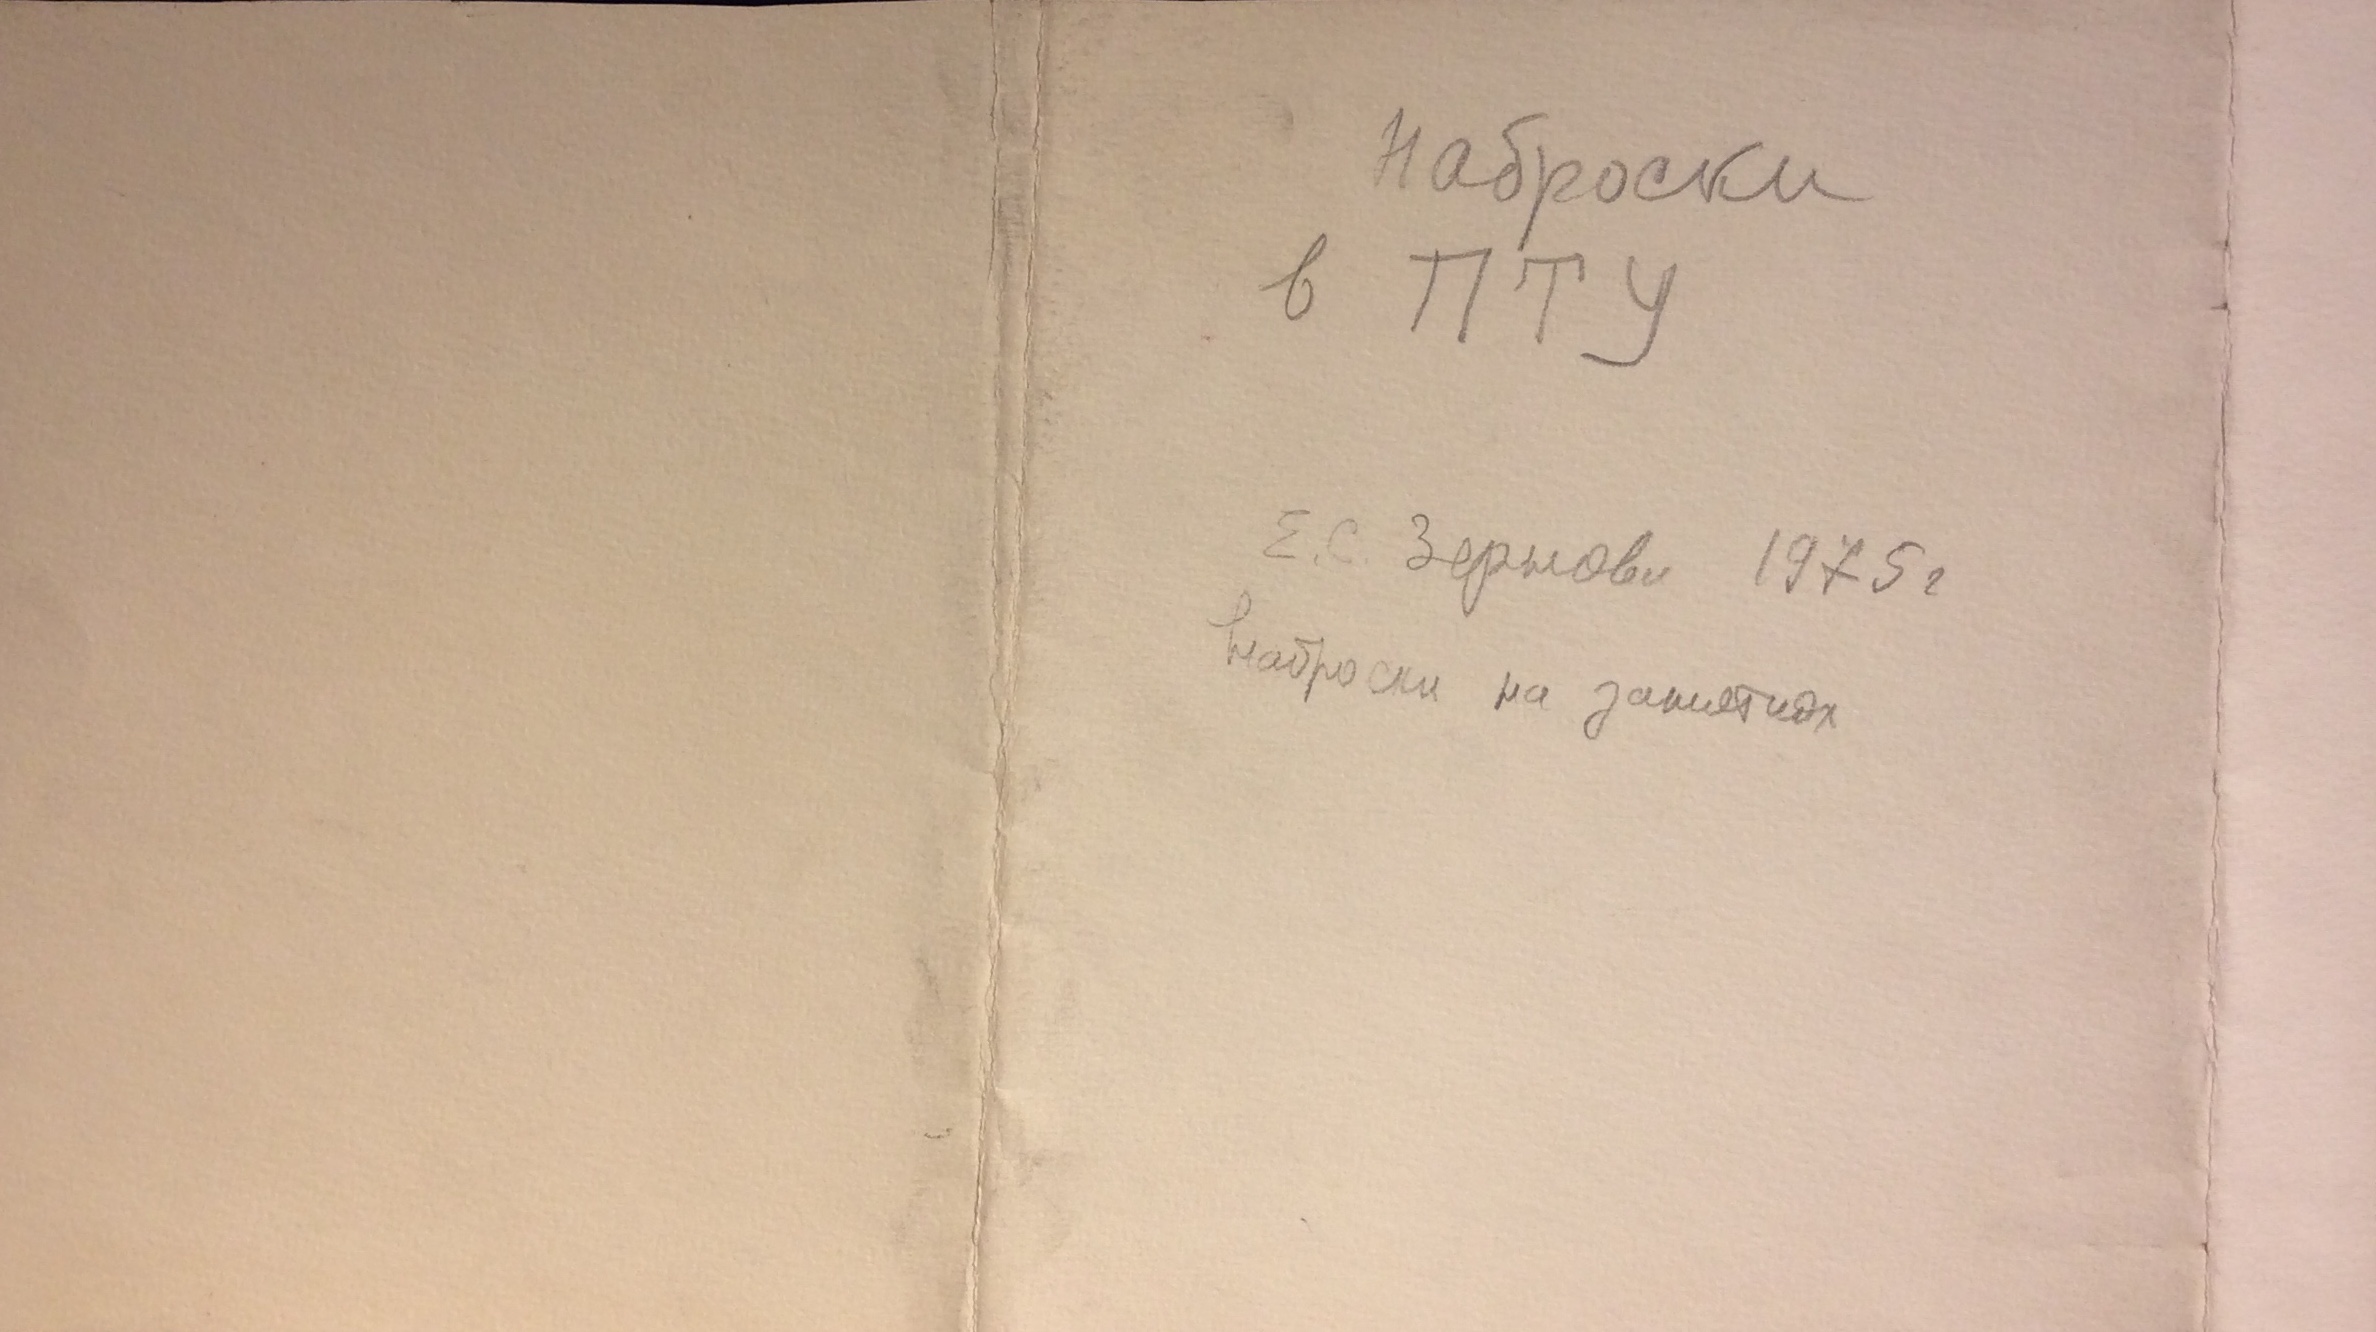 Наброски
в ПТУ
Е.С. Зернова 1975г
наброски на занятиях